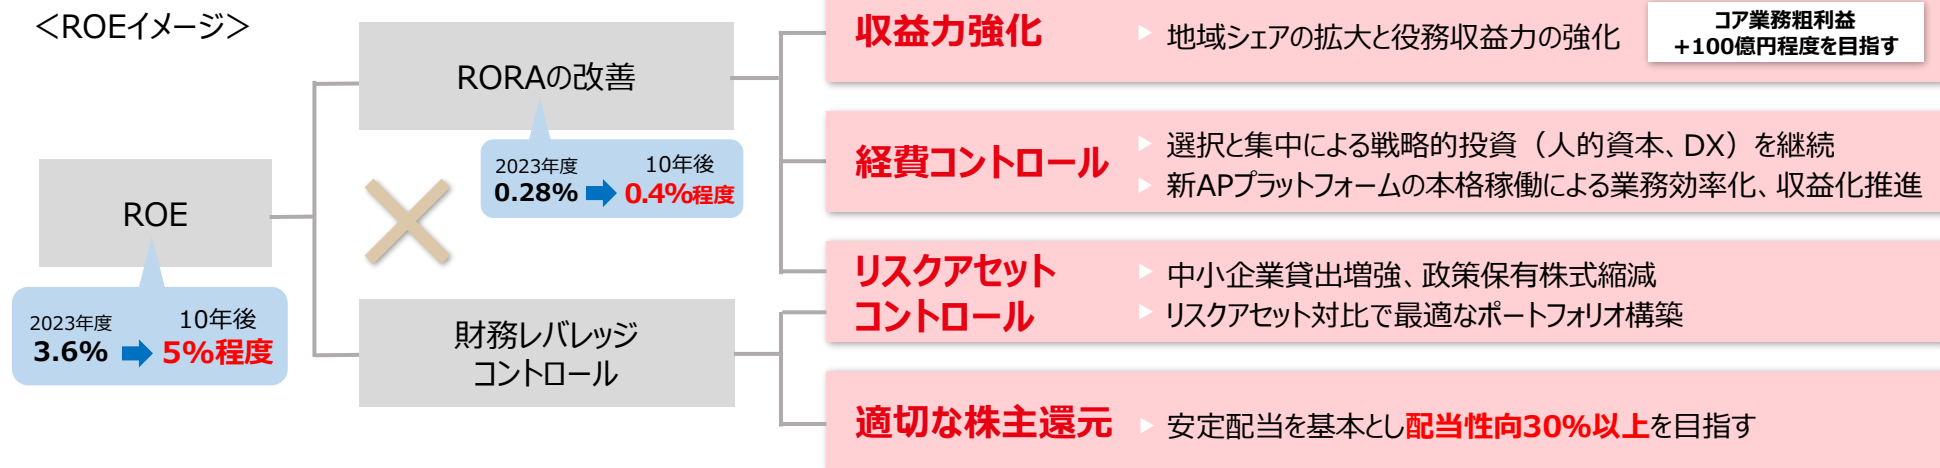 ＜ROEイメージ＞
ROE
2023年度
10年後
3.6%
5%程度
RORAの改善
2023年度
10年後
0.28%
0.4%程度
財務レバレッジ
コントロール
収益力強化
地域シェアの拡大と役務収益力の強化
コア業務粗利益
+100億円程度を目指す
経費コントロール
選択と集中による戦略的投資（人的資本、DX）を継続
新APプラットフォームの本格稼働による業務効率化、収益化推進
リスクアセット
コントロール
中小企業貸出増強、政策保有株式縮減
リスクアセット対比で最適なポートフォリオ構築
適切な株主還元
安定配当を基本とし配当性向30%以上を目指す